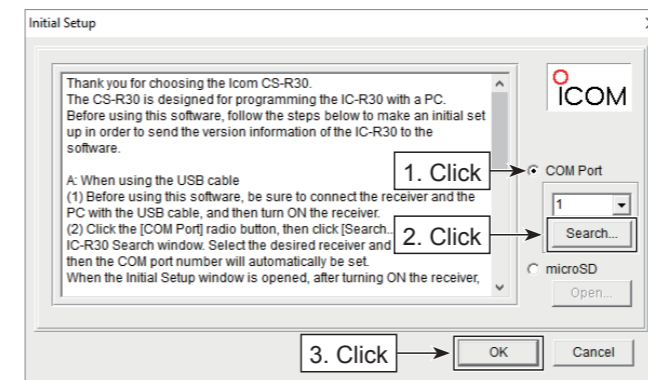 Initial Setup
Thank you for choosing the Icom CS-R30.
The CS-R30 is designed for programming the IC-R30 with a PC.
Before using this software, follow the steps below to make an initial set
up in order to send the version information of the IC-R30 to the
software.
A: When using the USB cable
(1) Before using this software, be sure to connect the receiver and the
PC with the USB cable, and then turn ON the receiver.
(2) Click the [COM Port] radio button, then click [Search..
IC-R30 Search window. Select the desired receiver and
then the COM port number will automatically be set.
When the Initial Setup window is opened, after turning ON the receiver,
ICOM
1. Click
COM Port
1
2. Click
Search...
microSD
Open...
3. Click
OK
Cancel